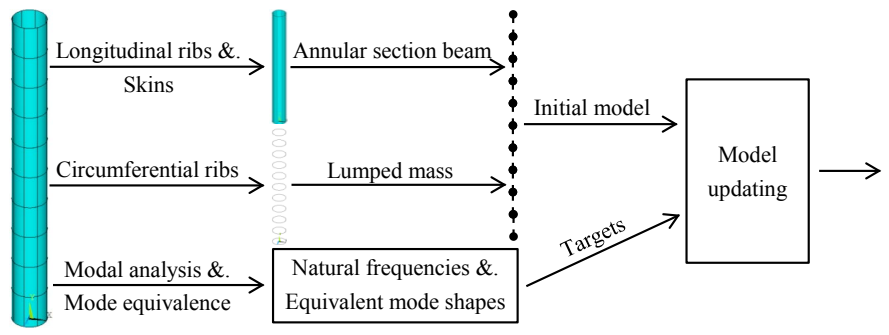 Longitudinal ribs &.
Skins
Annular section beam
Initial model
Circumferential ribs
Lumped mass
Model
updating
Targets
Modal analysis &.
Mode equivalence
Natural frequencies &.
Equivalent mode shapes